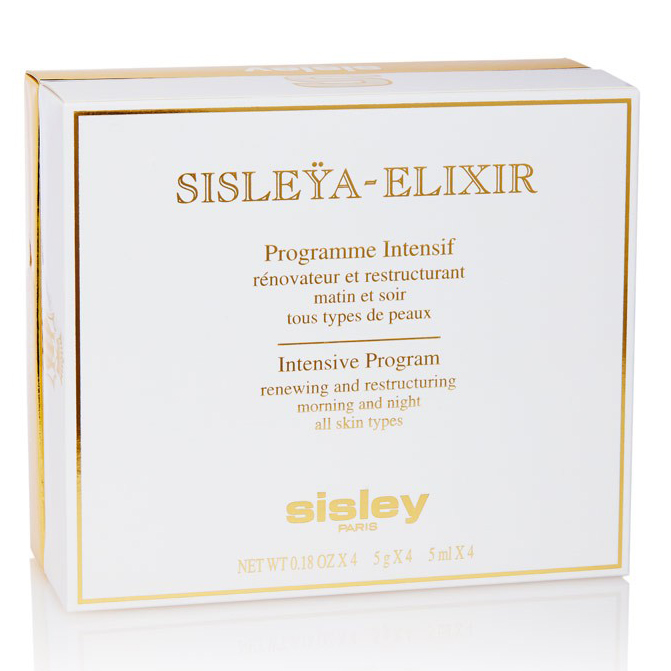 sisley
SISLEŸA-ELIXIR
Programme Intensif
rénovateur et restructurant
matin et soir
tous types de peaux
Intensive Program
renewing and restructuring
morning and night
all skin types
sisley
PARIS
NET WT 0.18 OZ X 4 5 g X 4 5 ml X 4